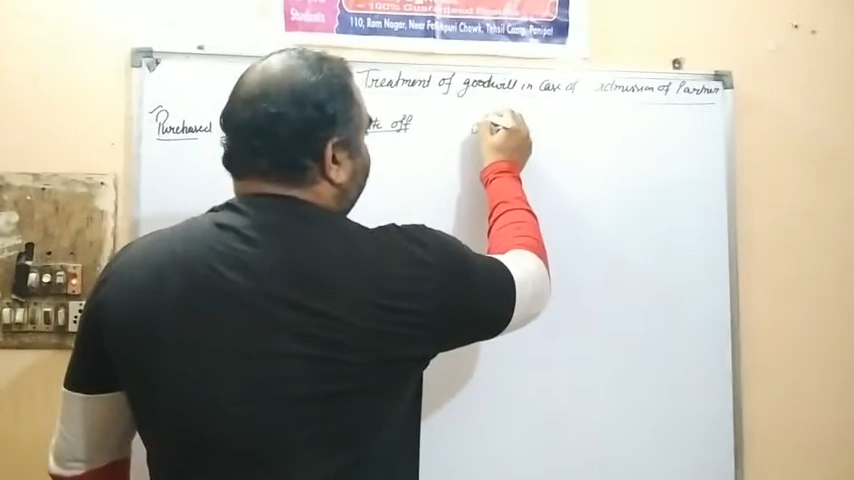 100% Guaranteed
Students
110, Ram Nagar, Near Fatehpuri Chowk, Tehsil Camp, Panipat
Treatment of goodwill in Case of admission of Partner
Purchased off